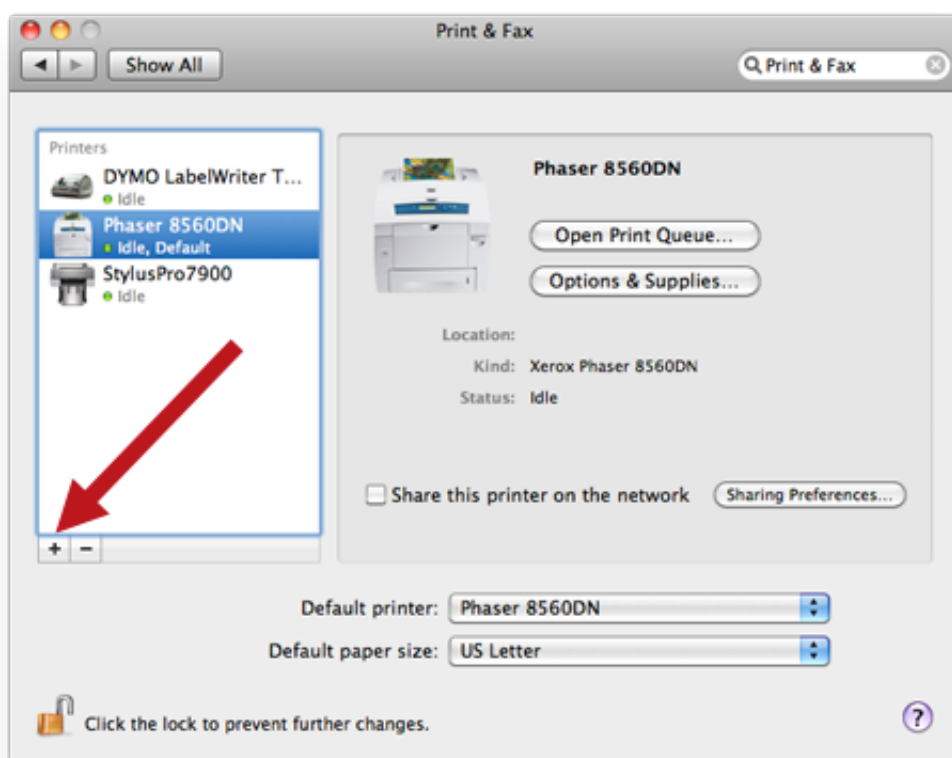 Print & Fax
Show All
Print & Fax
Printers
DYMO LabelWriter T...
Idle
Phaser 8560DN
Idle, Default
StylusPro7900
Idle
+ −
Phaser 8560DN
Open Print Queue...
Options & Supplies...
Location:
Kind: Xerox Phaser 8560DN
Status: Idle
Share this printer on the network Sharing Preferences...
Default printer: Phaser 8560DN
Default paper size: US Letter
Click the lock to prevent further changes.
?